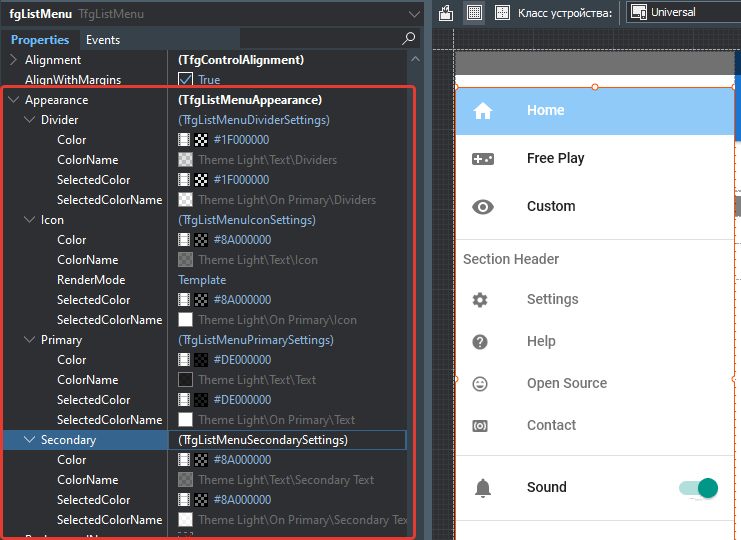 fgListMenu TfgListMenu
Properties Events
Alignment (TfgControlAlignment)
AlignWithMargins True
Appearance (TfgListMenuAppearance)
Divider (TfgListMenuDividerSettings)
Color #1F000000
ColorName Theme Light\Text\Dividers
SelectedColor #1F000000
SelectedColorName Theme Light\On Primary\Dividers
Icon (TfgListMenuIconSettings)
Color #8A000000
ColorName Theme Light\Text\Icon
RenderMode Template
SelectedColor #8A000000
SelectedColorName Theme Light\On Primary\Icon
Primary (TfgListMenuPrimarySettings)
Color #DE000000
ColorName Theme Light\Text\Text
SelectedColor #DE000000
SelectedColorName Theme Light\On Primary\Text
Secondary (TfgListMenuSecondarySettings)
Color #8A000000
ColorName Theme Light\Text\Secondary Text
SelectedColor #8A000000
SelectedColorName Theme Light\On Primary\Secondary Tex
Класс устройства: Universal
Home
Free Play
Custom
Section Header
Settings
Help
Open Source
Contact
Sound